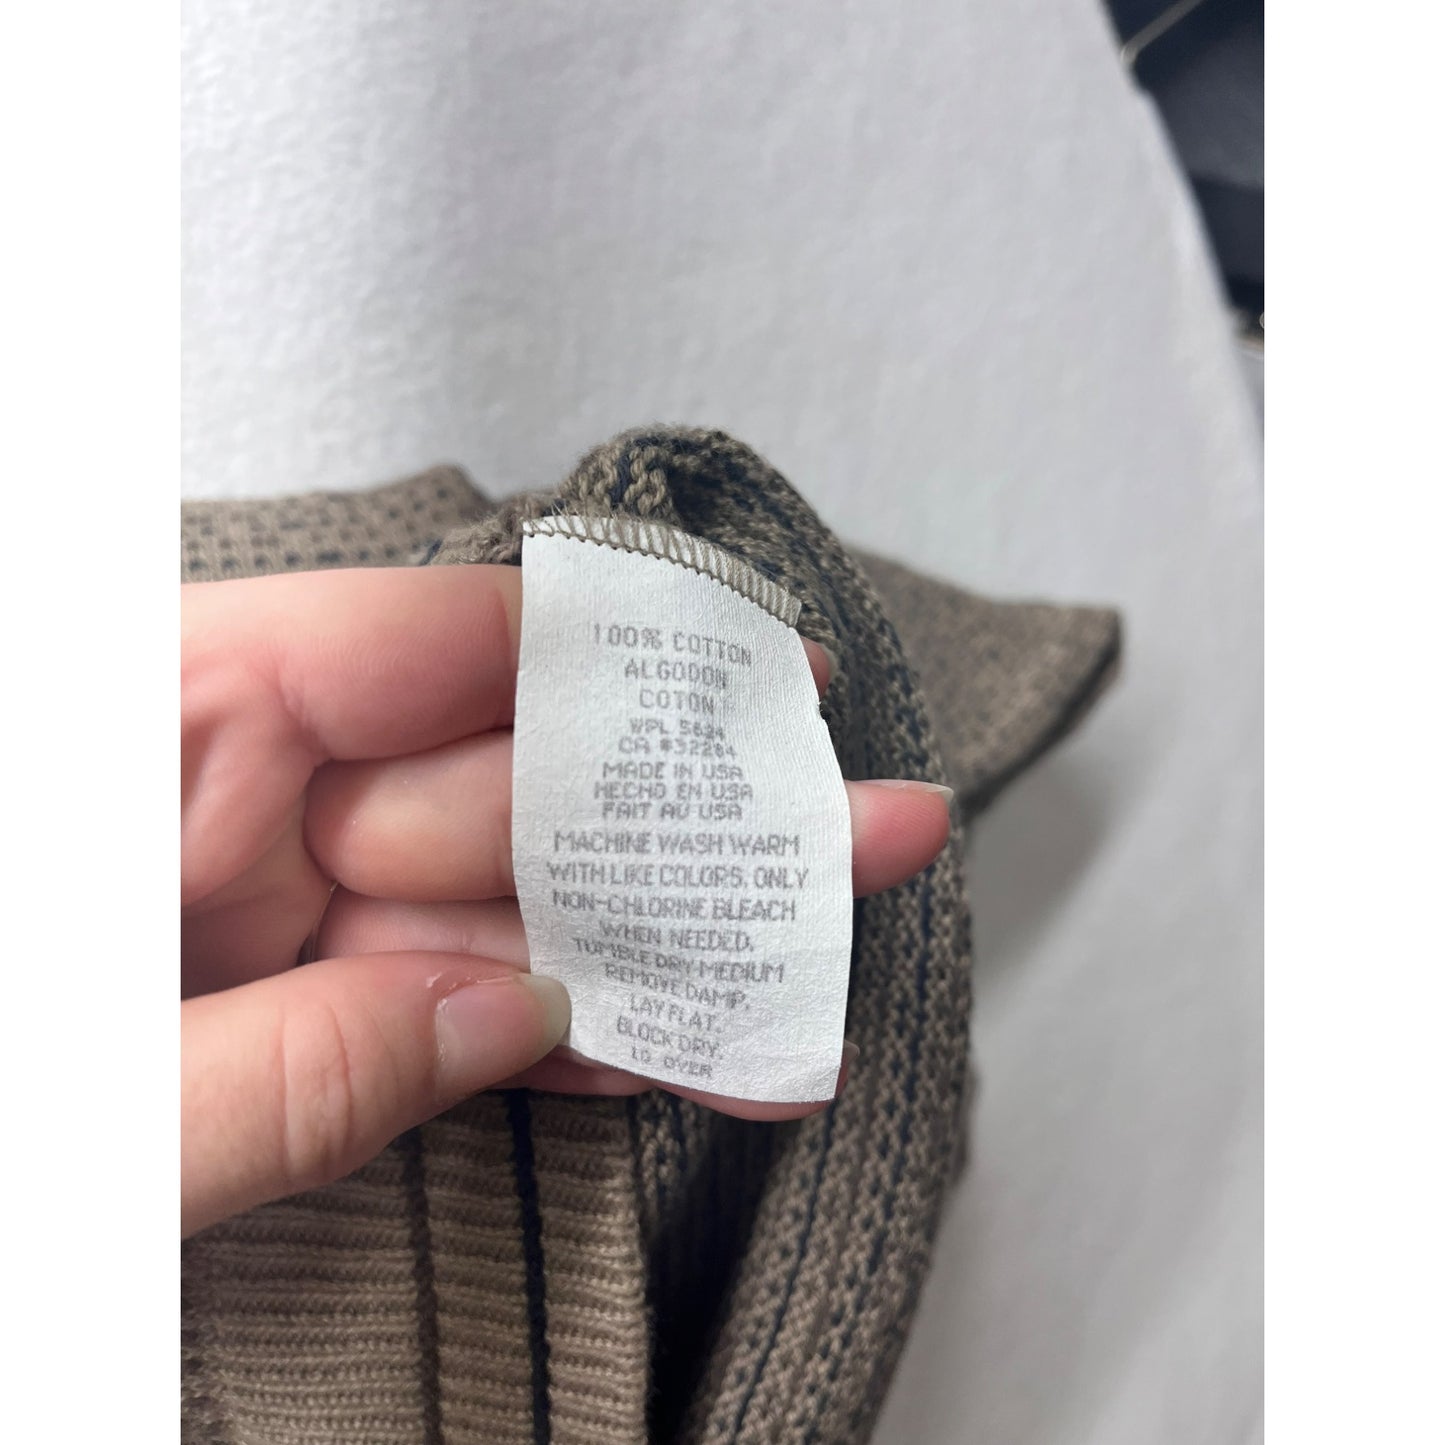 100% COTTON
ALGODON
COTON
WPL 5624
CA #32264
MADE IN USA
HECHO EN USA
FAIT AU USA
MACHINE WASH WARM
WITH LIKE COLORS. ONLY
NON-CHLORINE BLEACH
WHEN NEEDED.
TUMBLE DRY MEDIUM
REMOVE DAMP,
LAY FLAT.
BLOCK DRY.
10 OVER